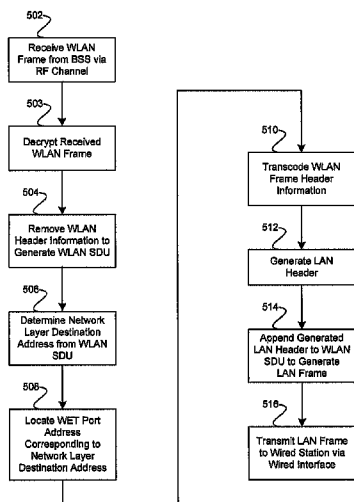 502
Receive WLAN
Frame from BSS via
RF Channel
503
Decrypt Received
WLAN Frame
504
Remove WLAN
Header Information to
Generate WLAN SDU
506
Determine Network
Layer Destination
Address from WLAN
SDU
508
Locate WET Port
Address
Corresponding to
Network Layer
Destination Address
510
Transcode WLAN
Frame Header
Information
512
Generate LAN
Header
514
Append Generated
LAN Header to WLAN
SDU to Generate
LAN Frame
516
Transmit LAN Frame
to Wired Station via
Wired Interface